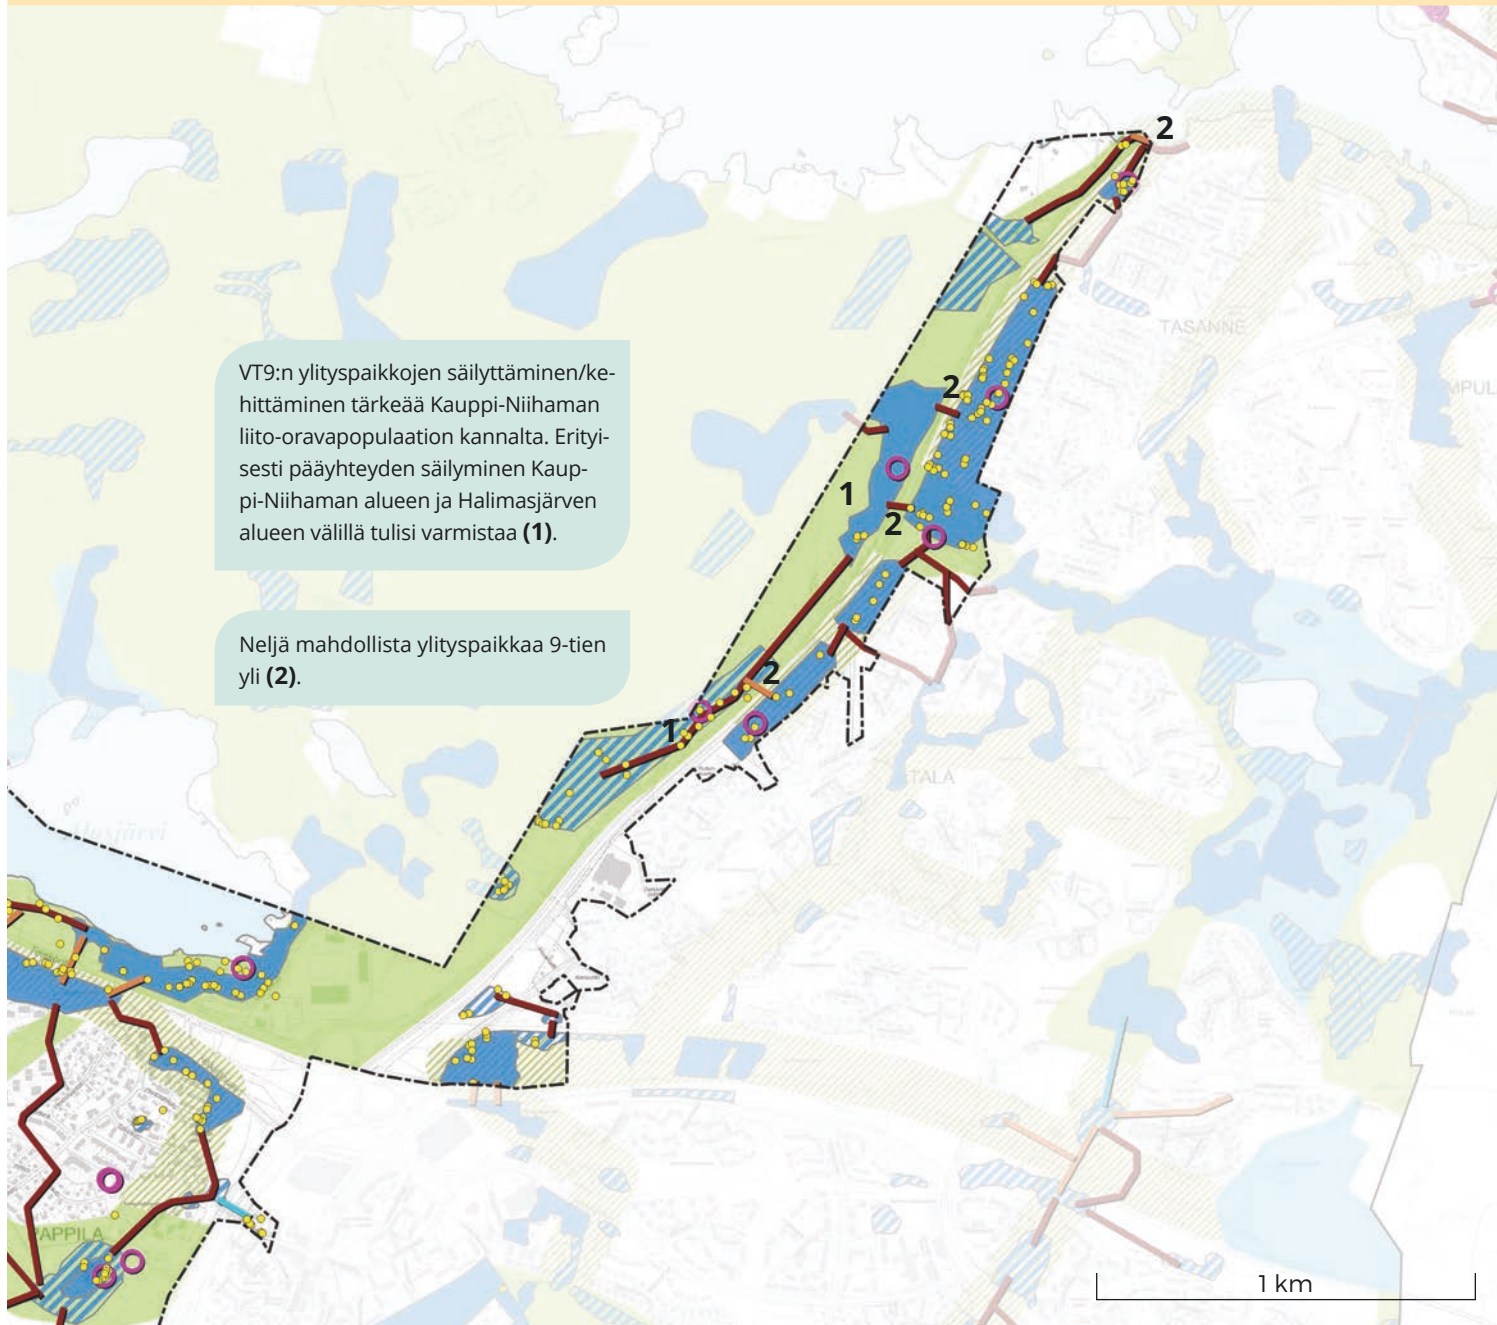 2
TASANNE
VT9:n ylityspaikkojen säilyttäminen/ke-
hittäminen tärkeää Kauppi-Niihaman
liito-oravapopulaation kannalta. Erityi-
sesti pääyhteyden säilyminen Kaup-
pi-Niihaman alueen ja Halimasjärven
alueen välillä tulisi varmistaa (1).
2
1
2
Neljä mahdollista ylityspaikkaa 9-tien
yli (2).
2
1
PAPPILA
1 km